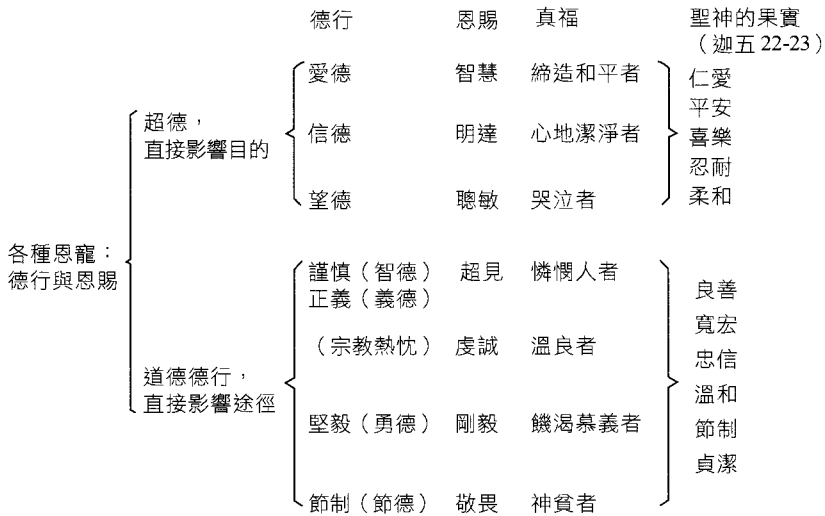 德行 恩賜 真福 聖神的果實
（迦五 22-23）
各種恩寵：
德行與恩賜
超德，
直接影響目的
愛德 智慧 締造和平者
信德 明達 心地潔淨者
望德 聰敏 哭泣者
仁愛
平安
喜樂
忍耐
柔和
道德德行，
直接影響途徑
謹慎（智德） 超見 憐憫人者
正義（義德）
（宗教熱忱） 虔誠 溫良者
堅毅（勇德） 剛毅 饑渴慕義者
節制（節德） 敬畏 神貧者
良善
寬宏
忠信
溫和
節制
貞潔